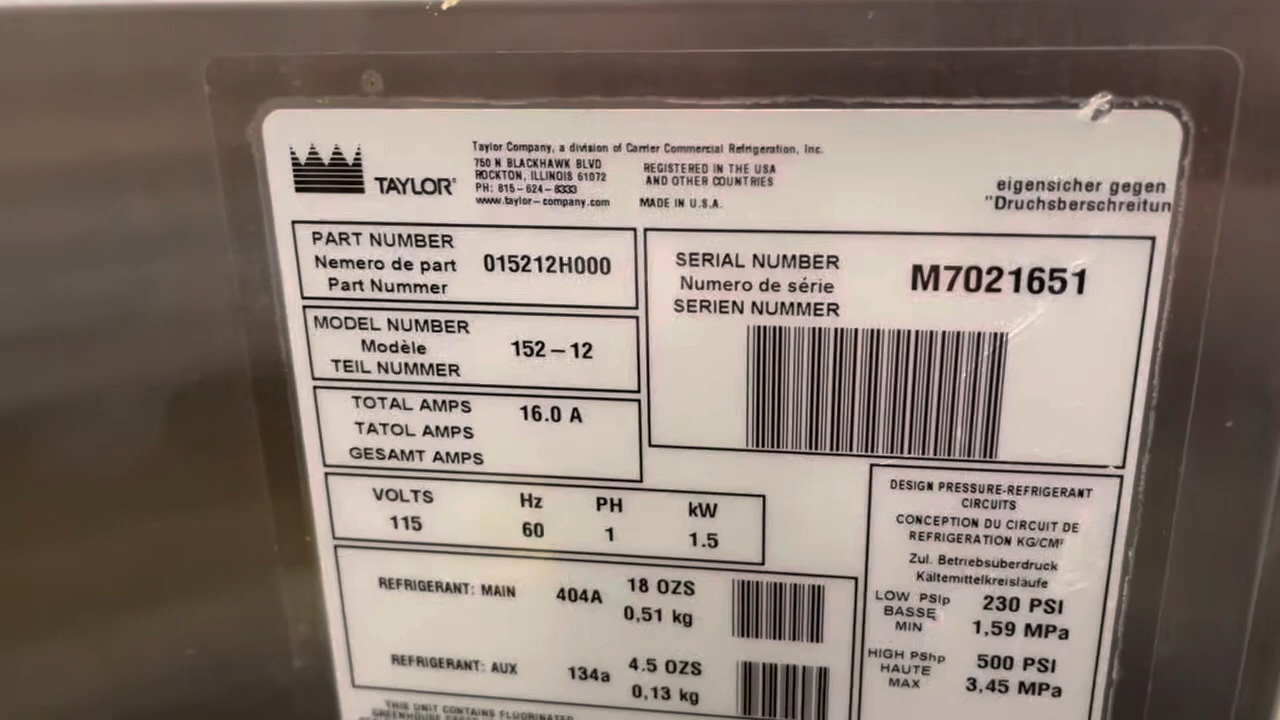 TAYLOR®
Taylor Company, a division of Carrier Commercial Refrigeration, Inc.
750 N BLACKHAWK BLVD
ROCKTON, ILLINOIS 61072
PH: 815-624-8333
www.taylor-company.com
REGISTERED IN THE USA
AND OTHER COUNTRIES
MADE IN U.S.A.
eigensicher gegen
"Druchsberschreitun
PART NUMBER
Nemero de part
Part Nummer
015212H000
MODEL NUMBER
Modèle
TEIL NUMMER
152-12
TOTAL AMPS
TATOL AMPS
GESAMT AMPS
16.0 A
SERIAL NUMBER
Numero de série
SERIEN NUMMER
M7021651
VOLTS Hz PH kW
115 60 1 1.5
REFRIGERANT: MAIN 404A 18 OZS
0,51 kg
REFRIGERANT: AUX 134a 4.5 OZS
0,13 kg
DESIGN PRESSURE-REFRIGERANT
CIRCUITS
CONCEPTION DU CIRCUIT DE
REFRIGERATION KG/CM²
Zul. Betriebsüberdruck
Kältemittelkreisläufe
LOW PSIp
BASSE
MIN
230 PSI
1,59 MPa
HIGH PShp
HAUTE
MAX
500 PSI
3,45 MPa
THIS UNIT CONTAINS FLUORINATED